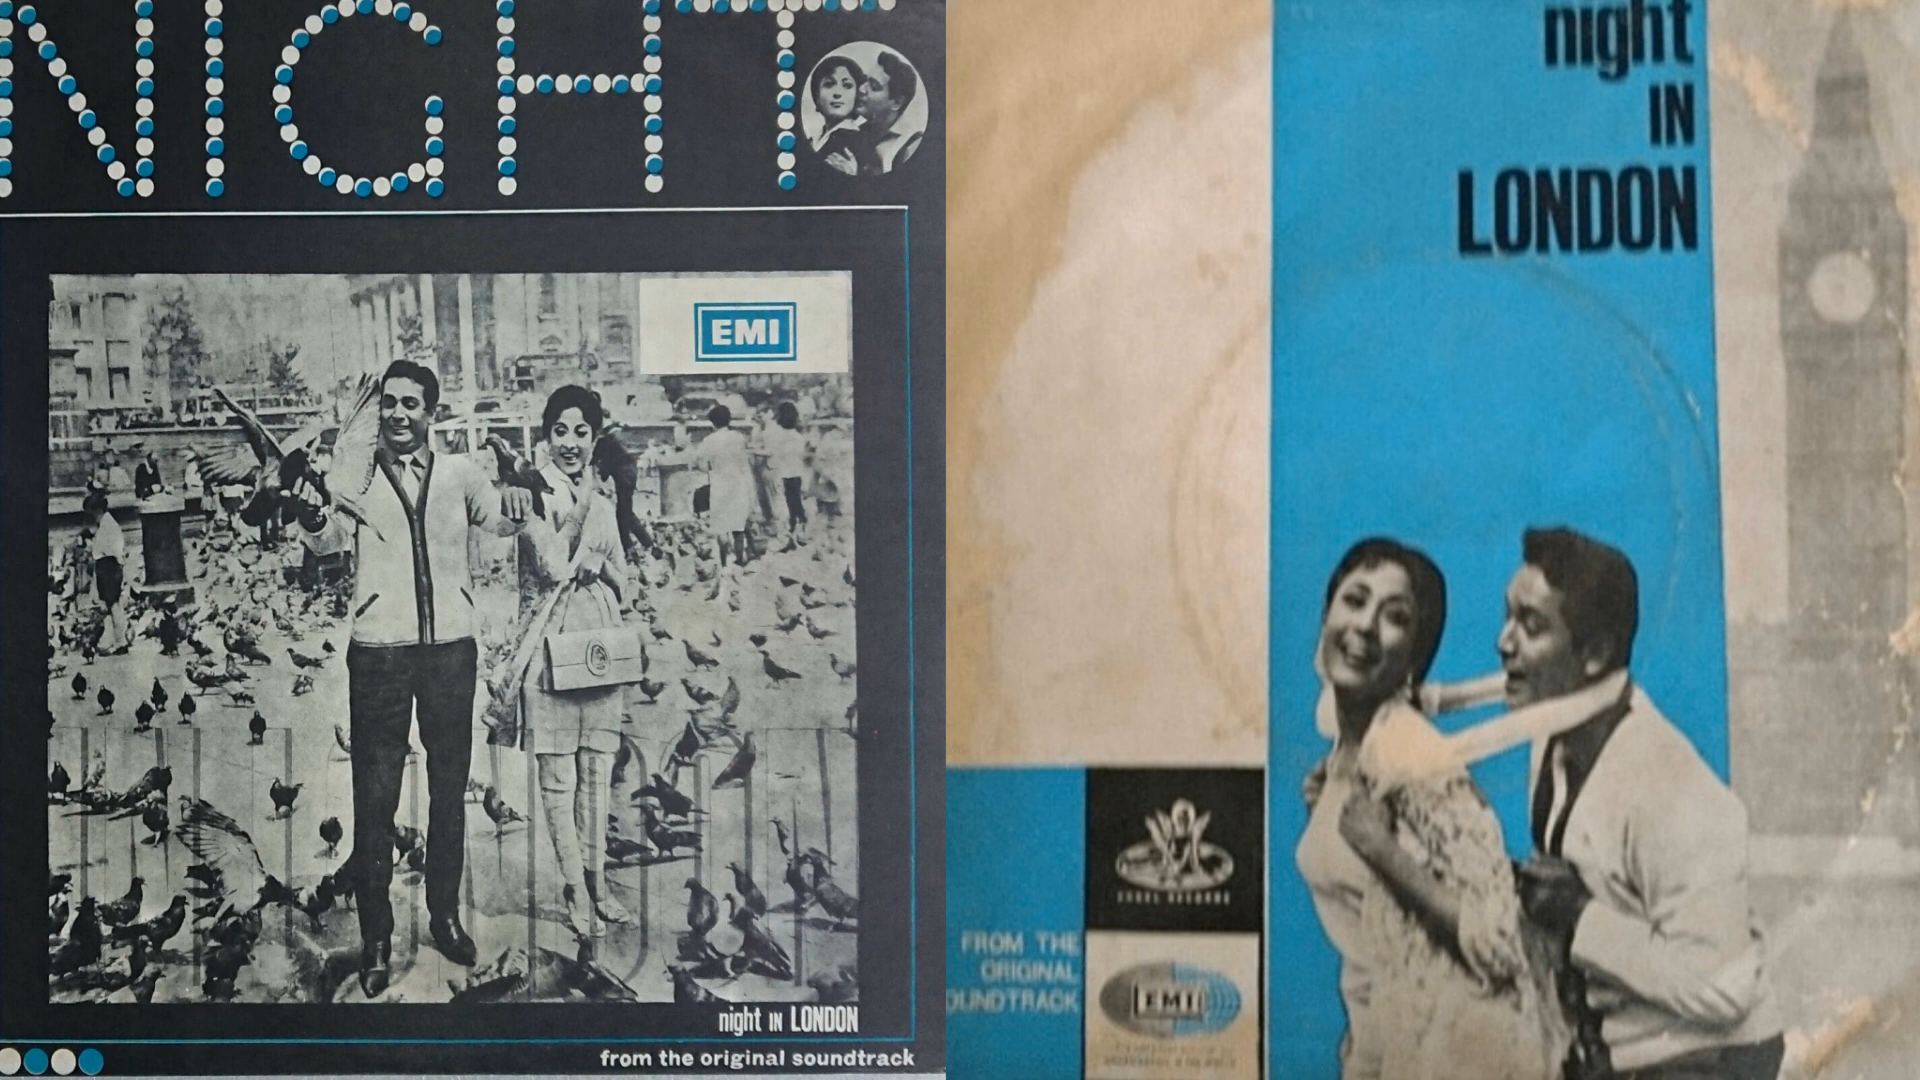 NIGHT
EMI
night IN LONDON
from the original soundtrack
night
IN
LONDON
FROM THE
ORIGINAL
OUNDTRACK
EMI